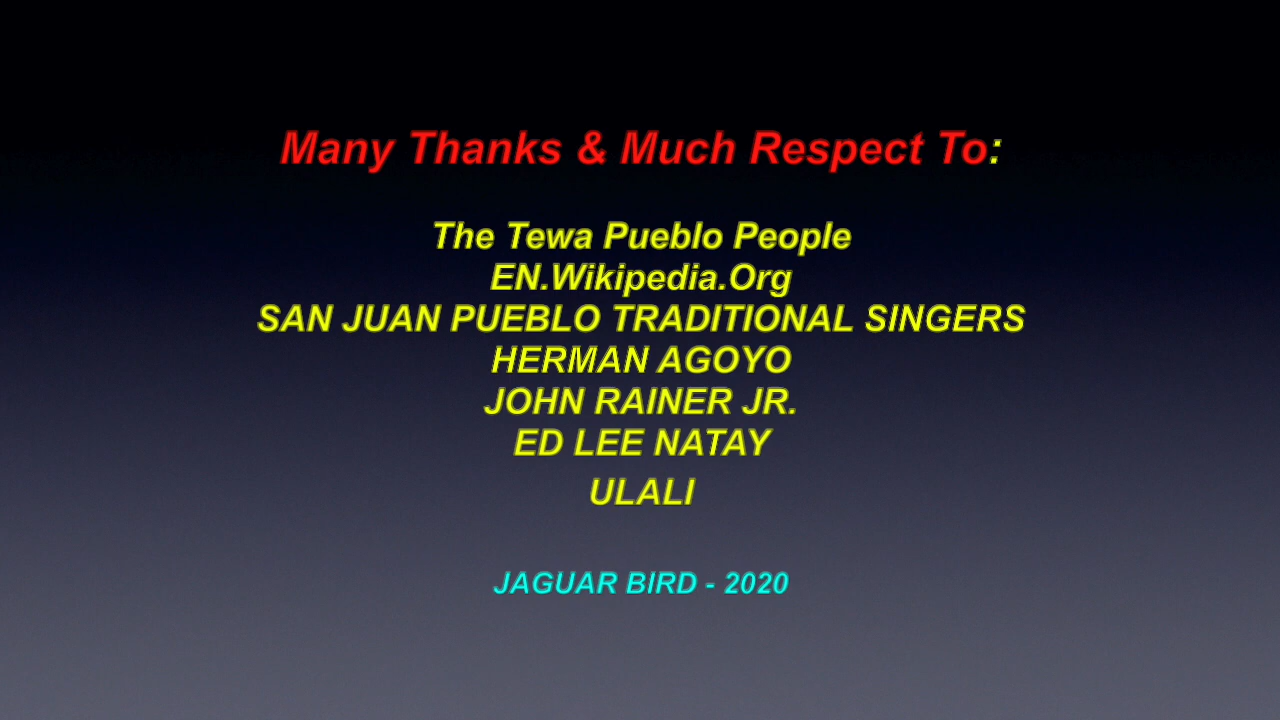 Many Thanks & Much Respect To:
The Tewa Pueblo People
EN.Wikipedia.Org
SAN JUAN PUEBLO TRADITIONAL SINGERS
HERMAN AGOYO
JOHN RAINER JR.
ED LEE NATAY
ULALI
JAGUAR BIRD - 2020